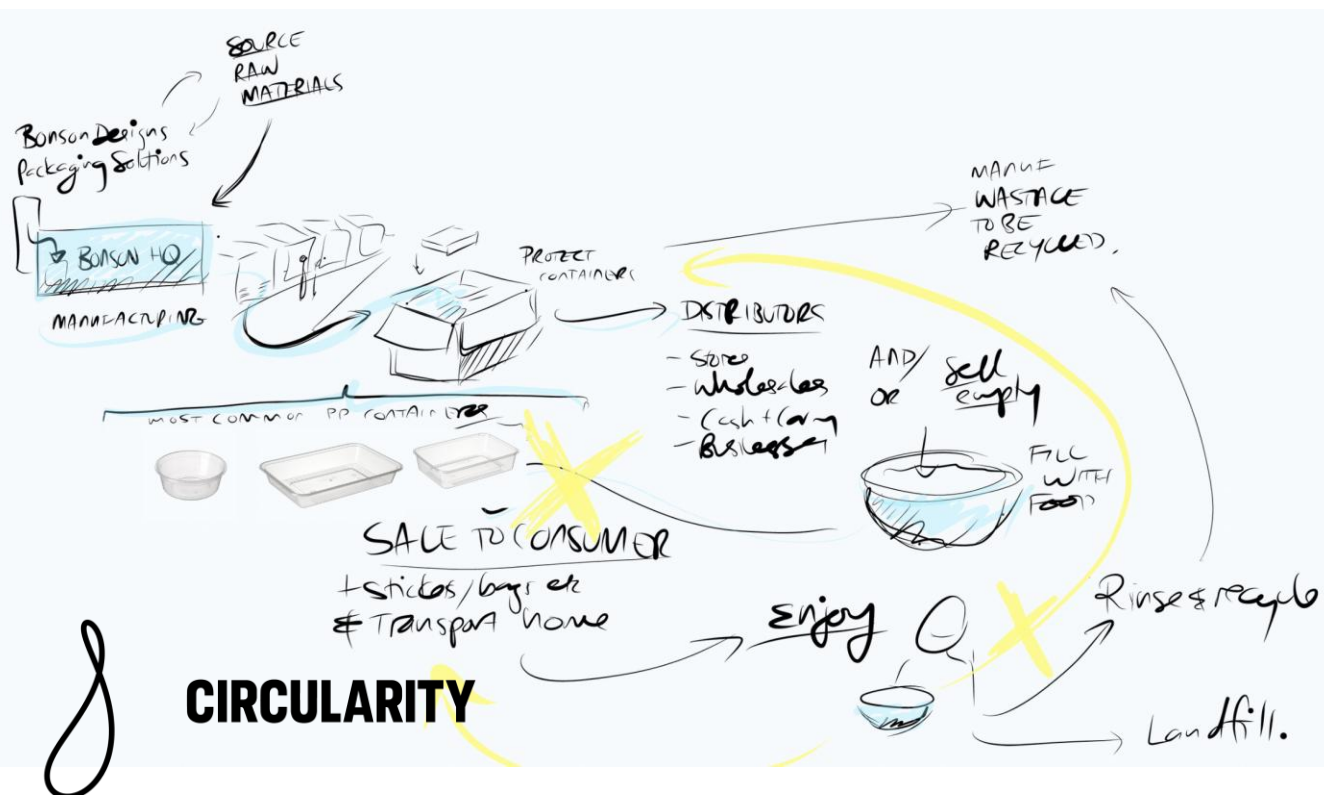 SOURCE
RAW
MATERIALS
Bonson Designs
Packaging Solutions
BONSON HQ
MANUFACTURING
PROTECT
CONTAINERS
MANUF
WASTAGE
TO BE
RECYCLED.
DISTRIBUTORS
- Stores
- Wholesalers
- Cash + Carry
- Businesses
AND/
OR
Sell
empty
FILL
WITH
FOOD
MOST COMMON PP CONTAINERS
SALE TO CONSUMER
+ stickers/bags etc
& Transport home
Enjoy
Rinse & recycle
Landfill.
CIRCULARITY